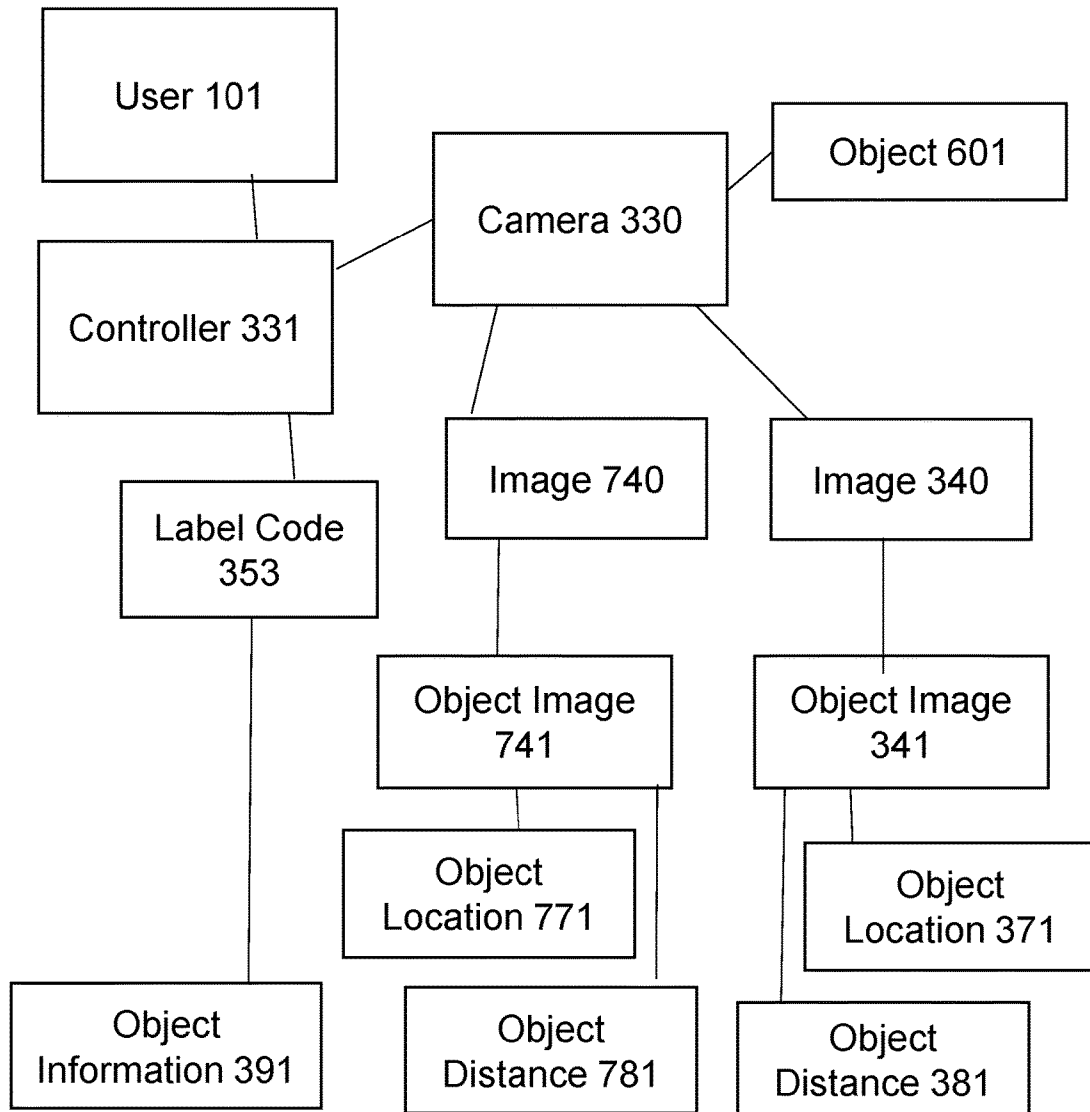 User 101
Object 601
Camera 330
Controller 331
Image 740
Image 340
Label Code
353
Object Image
741
Object Image
341
Object
Location 771
Object
Location 371
Object
Information 391
Object
Distance 781
Object
Distance 381